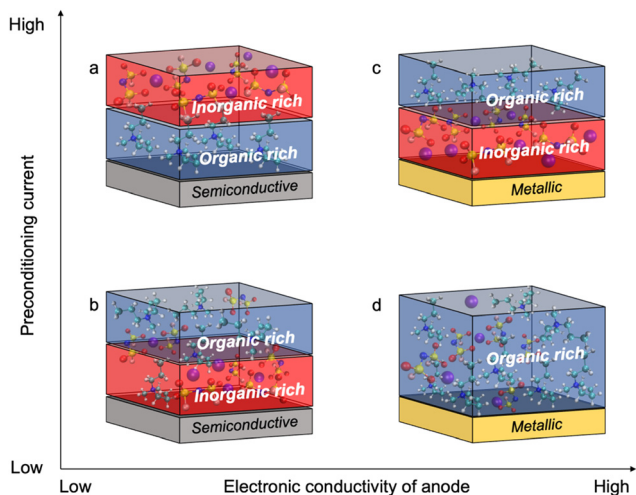 High
a
Inorganic rich
Organic rich
Semiconductive
c
Organic rich
Inorganic rich
Metallic
Preconditioning current
b
Organic rich
Inorganic rich
Semiconductive
d
Organic rich
Metallic
Low
Low
Electronic conductivity of anode
High